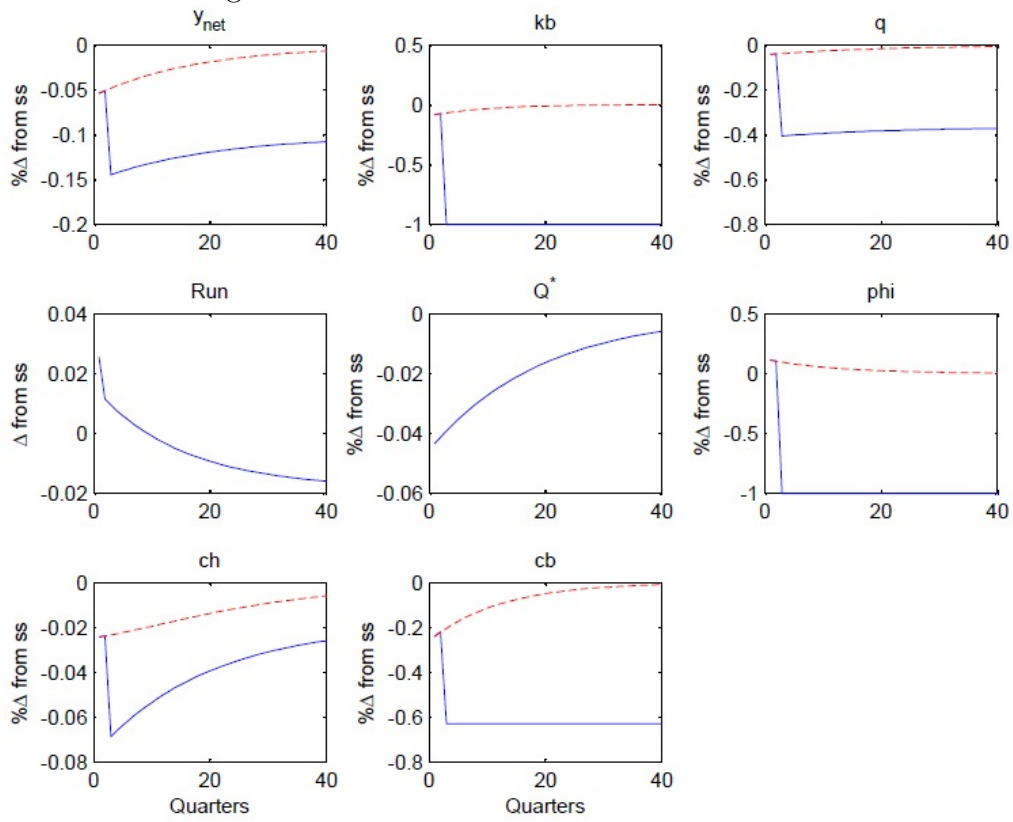 y_net
kb
q
%Δ from ss
0
-0.05
-0.1
-0.15
-0.2
0 20 40
0.5
0
-0.5
-1
0 20 40
%Δ from ss
0
-0.2
-0.4
-0.6
-0.8
0 20 40
%Δ from ss
Run
Q*
phi
Δ from ss
0.04
0.02
0
-0.02
0 20 40
%Δ from ss
0
-0.02
-0.04
-0.06
0 20 40
%Δ from ss
0.5
0
-0.5
-1
0 20 40
ch
cb
%Δ from ss
0
-0.02
-0.04
-0.06
-0.08
0 20 40
Quarters
%Δ from ss
0
-0.2
-0.4
-0.6
-0.8
0 20 40
Quarters